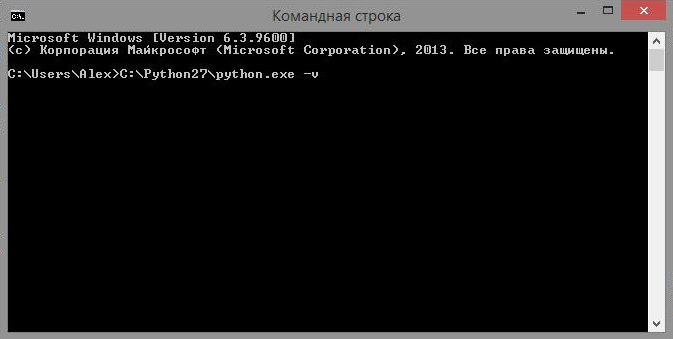 Командная строка
Microsoft Windows [Version 6.3.9600]
(c) Корпорация Майкрософт (Microsoft Corporation), 2013. Все права защищены.
C:\Users\Alex>C:\Python27\python.exe -v